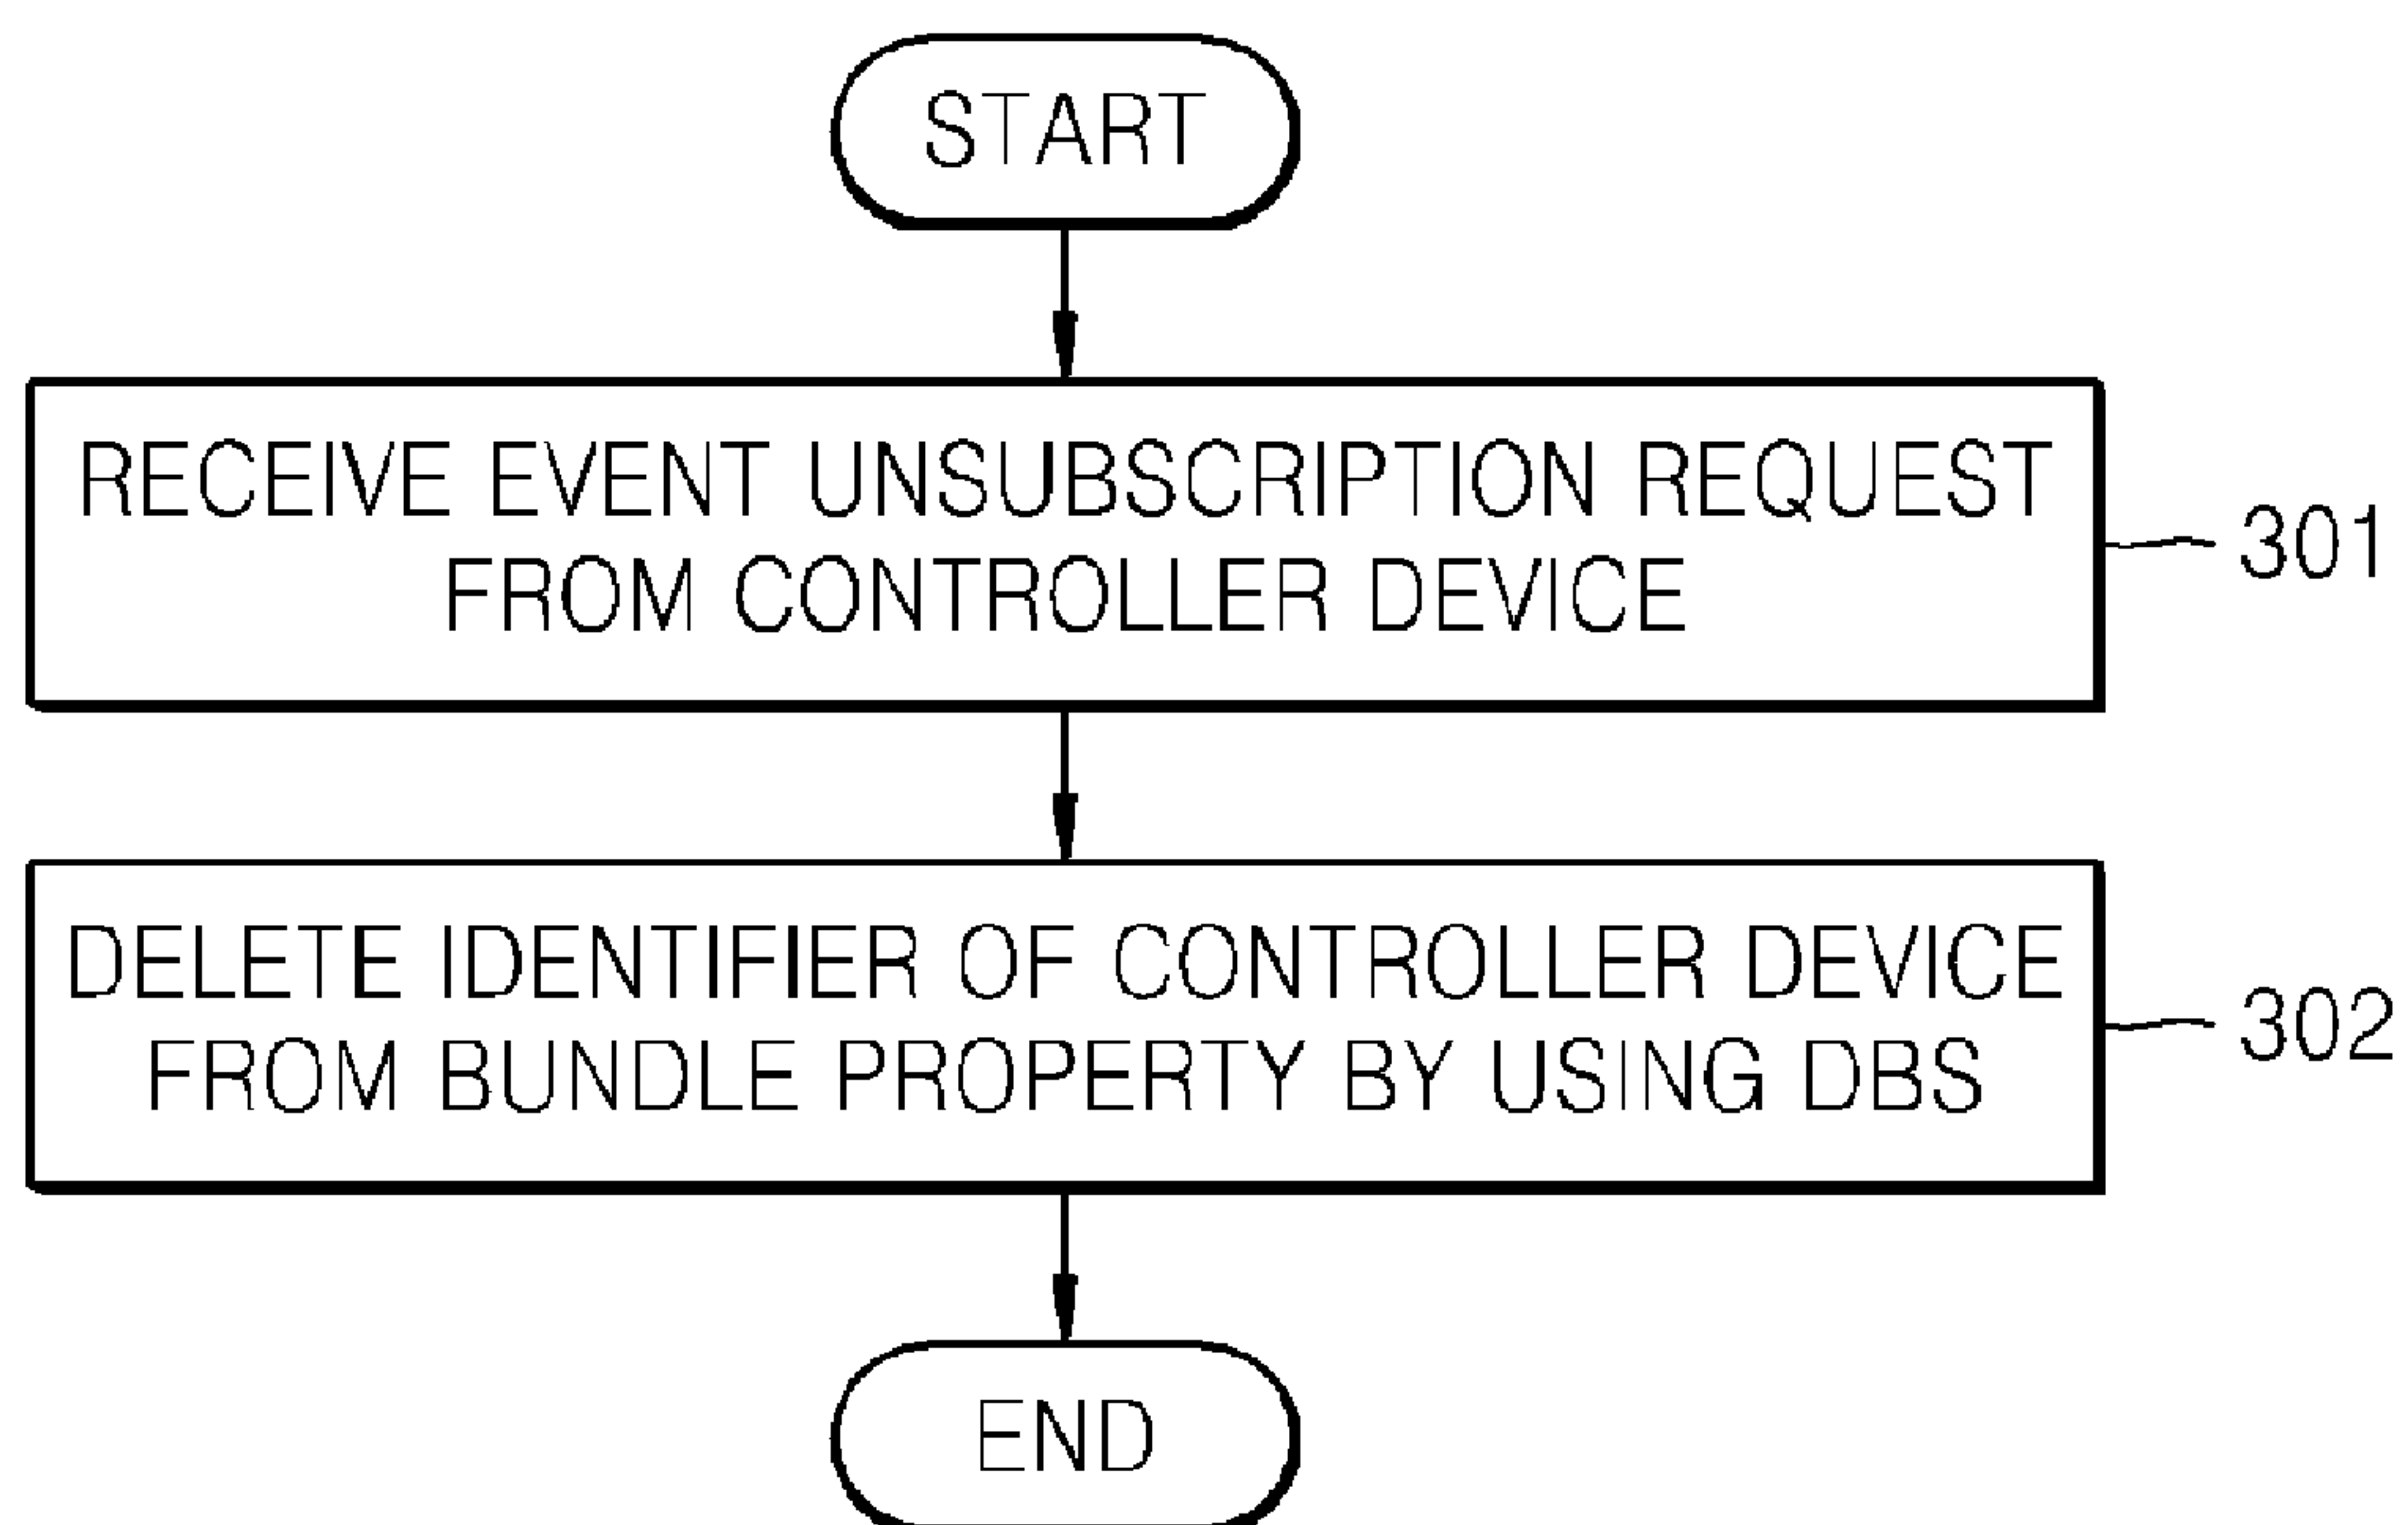 START
RECEIVE EVENT UNSUBSCRIPTION REQUEST
FROM CONTROLLER DEVICE
301
DELETE IDENTIFIER OF CONTROLLER DEVICE
FROM BUNDLE PROPERTY BY USING DBS
302
END